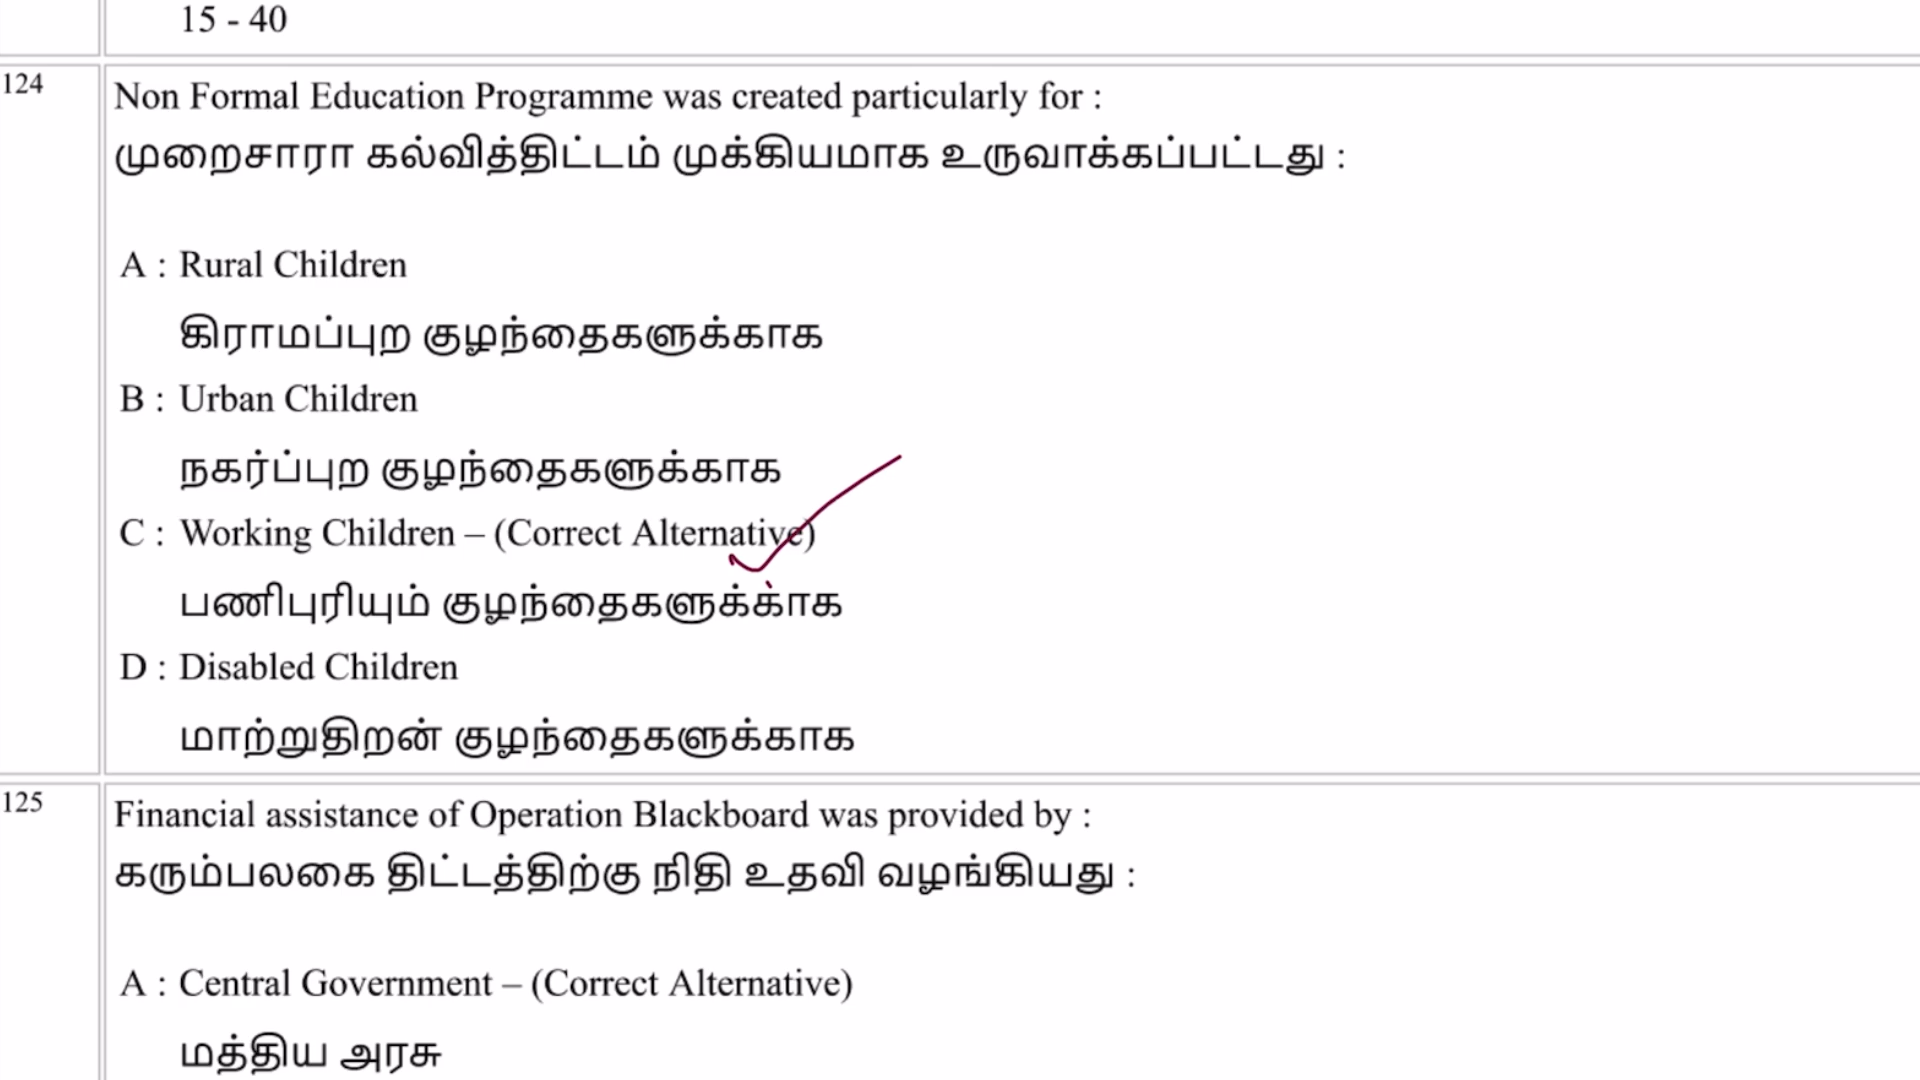 15 - 40
124
Non Formal Education Programme was created particularly for :
முறைசாரா கல்வித்திட்டம் முக்கியமாக உருவாக்கப்பட்டது :
A : Rural Children
கிராமப்புற குழந்தைகளுக்காக
B : Urban Children
நகர்ப்புற குழந்தைகளுக்காக
C : Working Children – (Correct Alternative)
பணிபுரியும் குழந்தைகளுக்காக
D : Disabled Children
மாற்றுதிறன் குழந்தைகளுக்காக
125
Financial assistance of Operation Blackboard was provided by :
கரும்பலகை திட்டத்திற்கு நிதி உதவி வழங்கியது :
A : Central Government – (Correct Alternative)
மத்திய அரசு